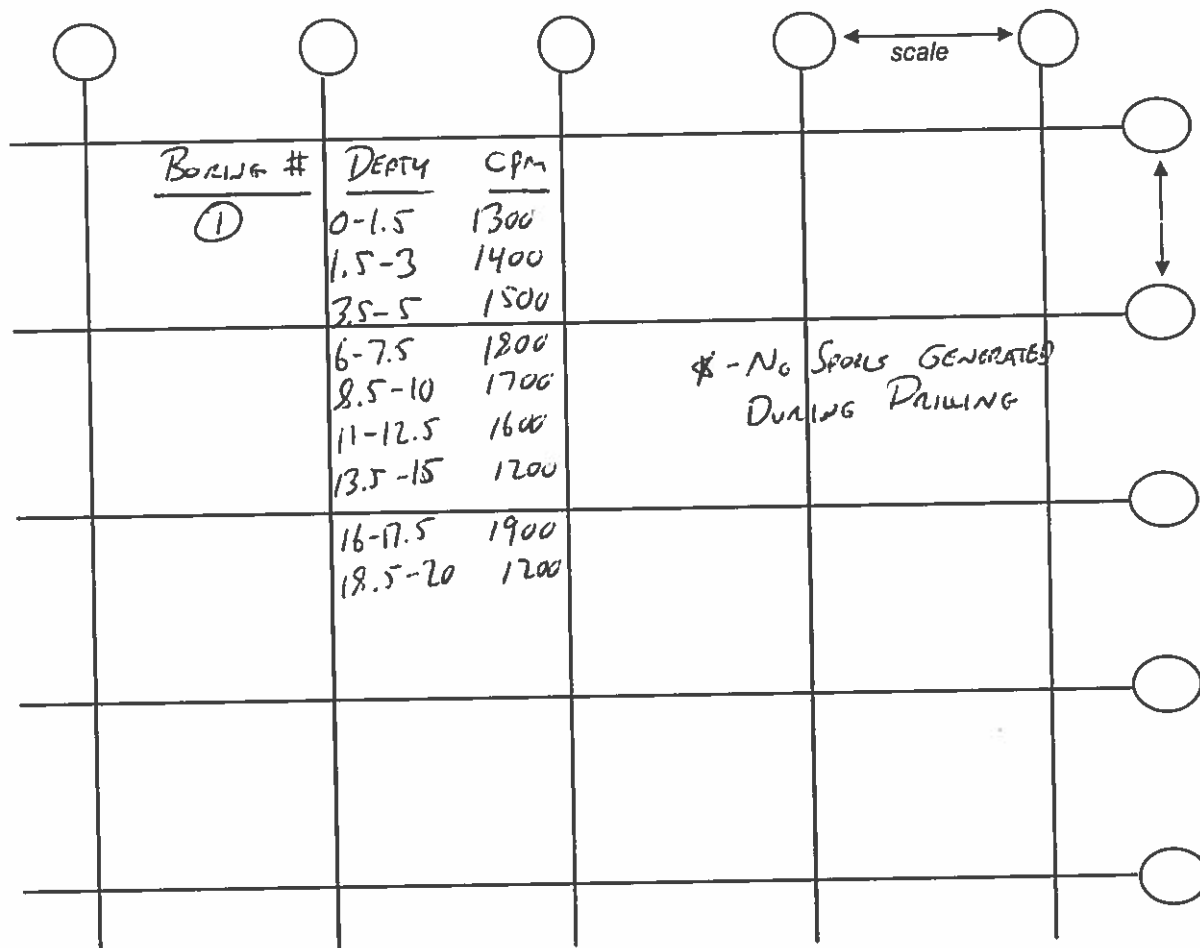 scale
BORING # DEPTH CPM
1 0-1.5 1300
1.5-3 1400
3.5-5 1500
6-7.5 1800
8.5-10 1700
11-12.5 1600
13.5-15 1200
16-17.5 1900
18.5-20 1200
* - NO SPOILS GENERATED
DURING DRILLING